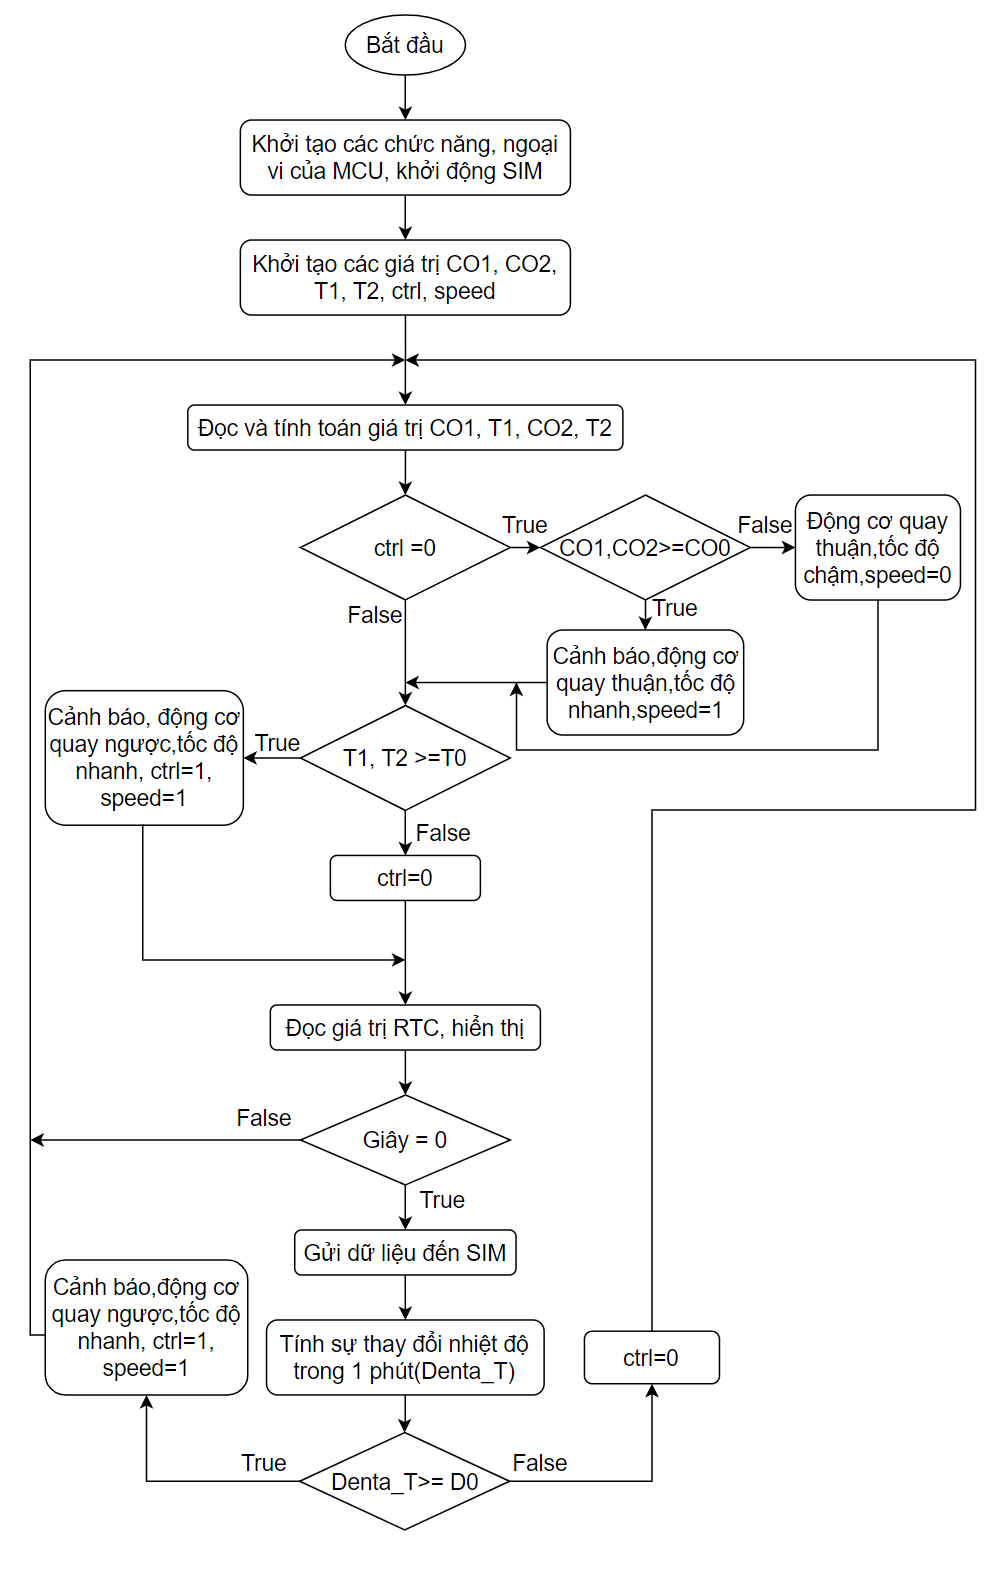 Bắt đầu
Khởi tạo các chức năng, ngoại
vi của MCU, khởi động SIM
Khởi tạo các giá trị CO1, CO2,
T1, T2, ctrl, speed
Đọc và tính toán giá trị CO1, T1, CO2, T2
ctrl =0
True
CO1,CO2>=CO0
False
Động cơ quay
thuận,tốc độ
chậm,speed=0
False
True
Cảnh báo,động cơ
quay thuận,tốc độ
nhanh,speed=1
Cảnh báo, động cơ
quay ngược,tốc độ
nhanh, ctrl=1,
speed=1
True
T1, T2 >=T0
False
ctrl=0
Đọc giá trị RTC, hiển thị
False
Giây = 0
True
Gửi dữ liệu đến SIM
Cảnh báo,động cơ
quay ngược,tốc độ
nhanh, ctrl=1,
speed=1
Tính sự thay đổi nhiệt độ
trong 1 phút(Denta_T)
ctrl=0
True
Denta_T>= D0
False